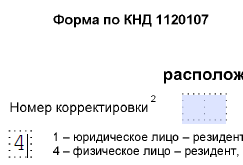 Форма по КНД 1120107
располож
Номер корректировки 2
4 1 – юридическое лицо – резидент
4 – физическое лицо – резидент,